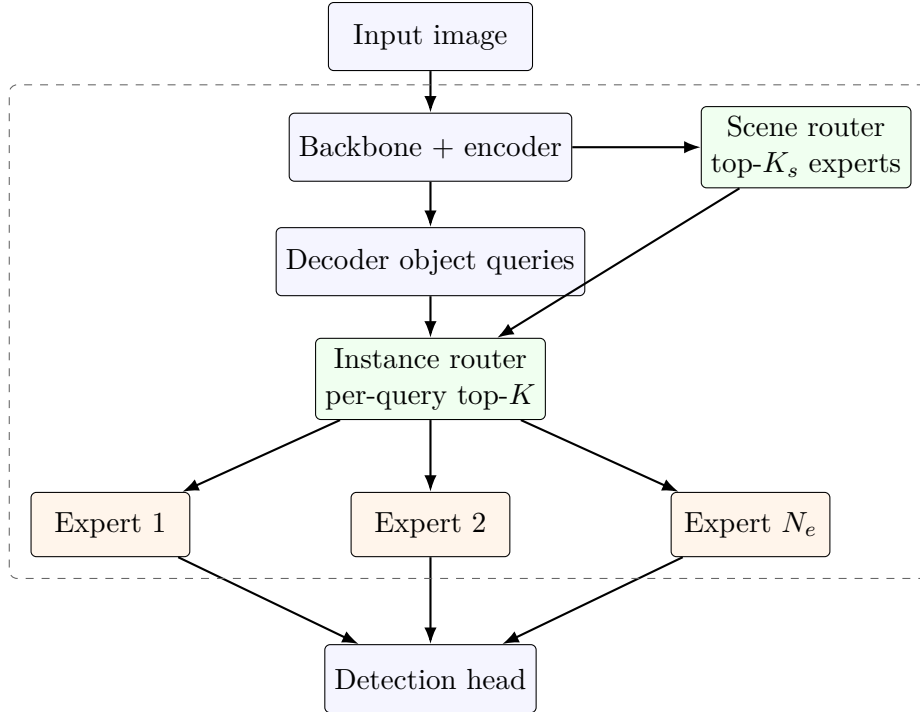 Input image
Backbone + encoder
Scene router
top-$K_s$ experts
Decoder object queries
Instance router
per-query top-$K$
Expert 1
Expert 2
Expert $N_e$
Detection head